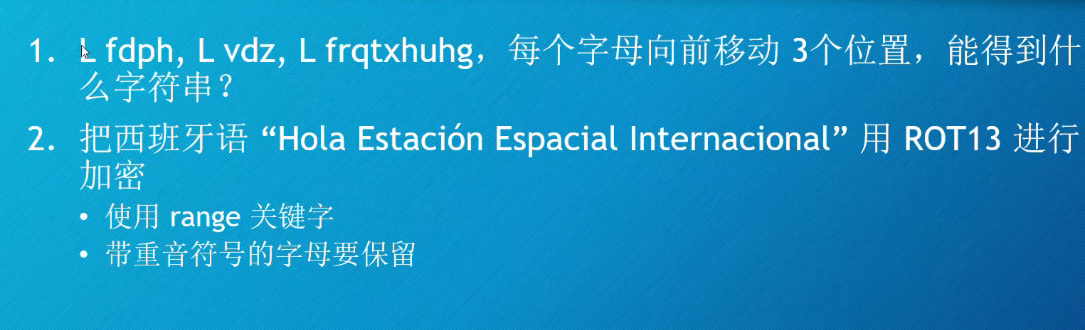 1. L fdph, L vdz, L frqtxhuhg，每个字母向前移动 3个位置，能得到什
么字符串？
2. 把西班牙语 “Hola Estación Espacial Internacional” 用 ROT13 进行
加密
• 使用 range 关键字
• 带重音符号的字母要保留